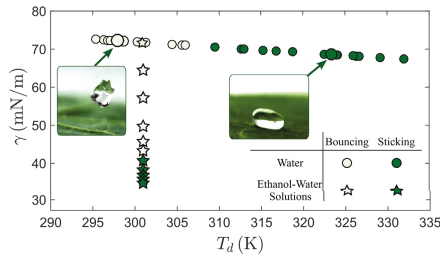 80
70
60
50
40
30
γ (mN/m)
Bouncing Sticking
Water
Ethanol-Water
Solutions
290 295 300 305 310 315 320 325 330 335
T_d (K)